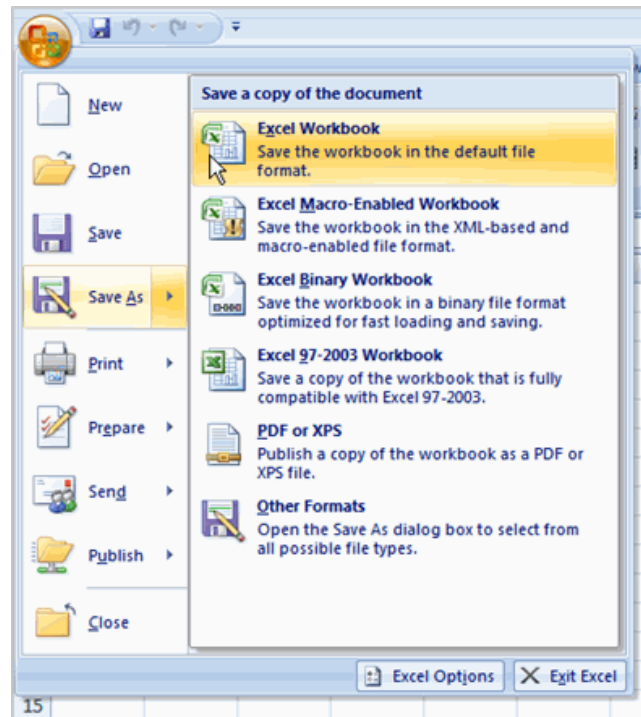 New
Open
Save
Save As
Print
Prepare
Send
Publish
Close
Save a copy of the document
Excel Workbook
Save the workbook in the default file
format.
Excel Macro-Enabled Workbook
Save the workbook in the XML-based and
macro-enabled file format.
Excel Binary Workbook
Save the workbook in a binary file format
optimized for fast loading and saving.
Excel 97-2003 Workbook
Save a copy of the workbook that is fully
compatible with Excel 97-2003.
PDF or XPS
Publish a copy of the workbook as a PDF or
XPS file.
Other Formats
Open the Save As dialog box to select from
all possible file types.
Excel Options
Exit Excel
15